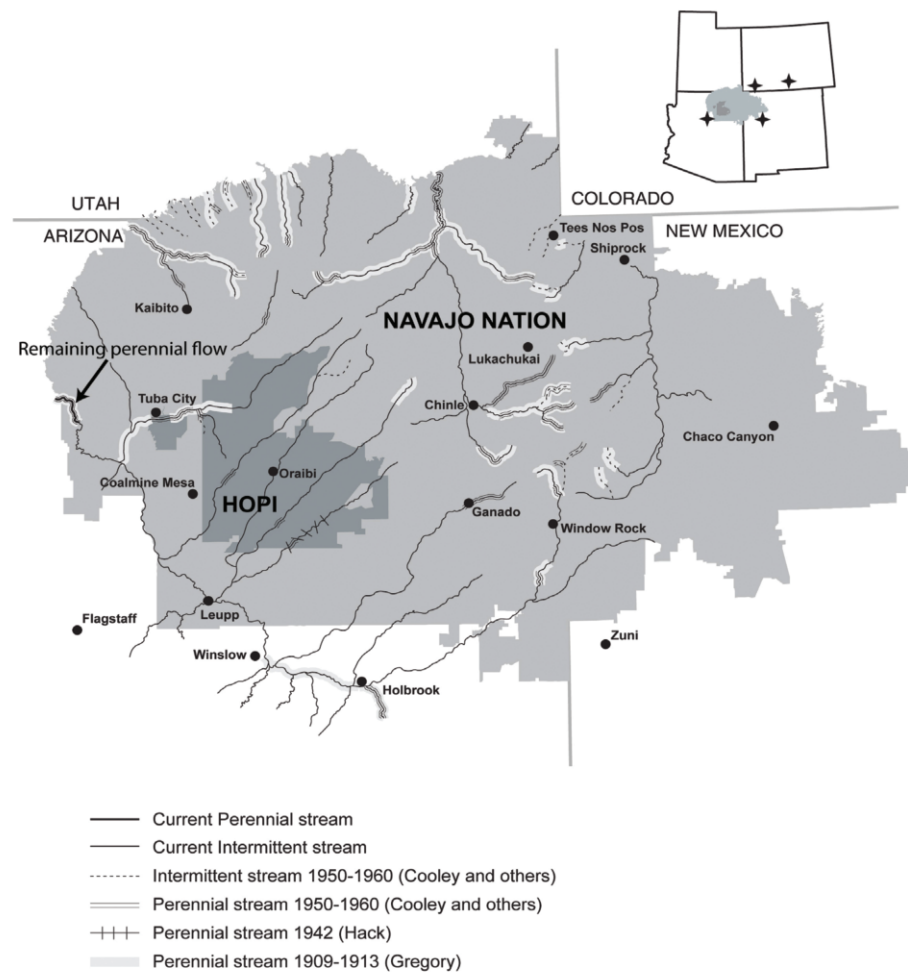 UTAH
COLORADO
ARIZONA
NEW MEXICO
Tees Nos Pos
Shiprock
Kaibito
NAVAJO NATION
Remaining perennial flow
Lukachukai
Tuba City
Chinle
Chaco Canyon
Coalmine Mesa
Oraibi
HOPI
Ganado
Window Rock
Leupp
Flagstaff
Zuni
Winslow
Holbrook
Current Perennial stream
Current Intermittent stream
Intermittent stream 1950-1960 (Cooley and others)
Perennial stream 1950-1960 (Cooley and others)
Perennial stream 1942 (Hack)
Perennial stream 1909-1913 (Gregory)